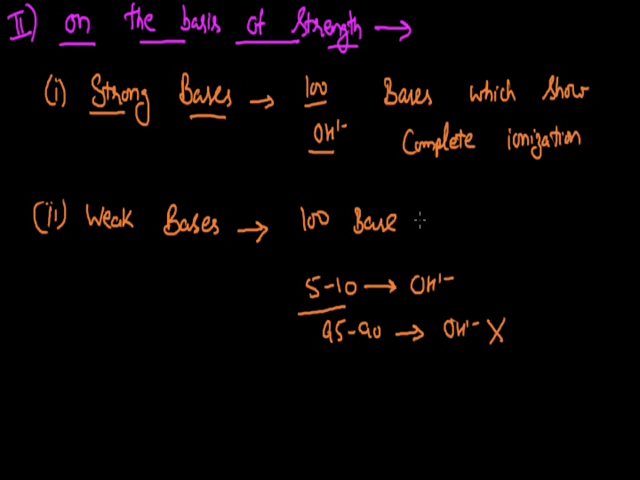 II) on the basis of Strength →
(i) Strong Bases → 100 Bases which show
OH¹⁻ Complete ionization
(ii) Weak Bases → 100 Base
5-10 → OH¹⁻
95-90 → OH¹⁻ X